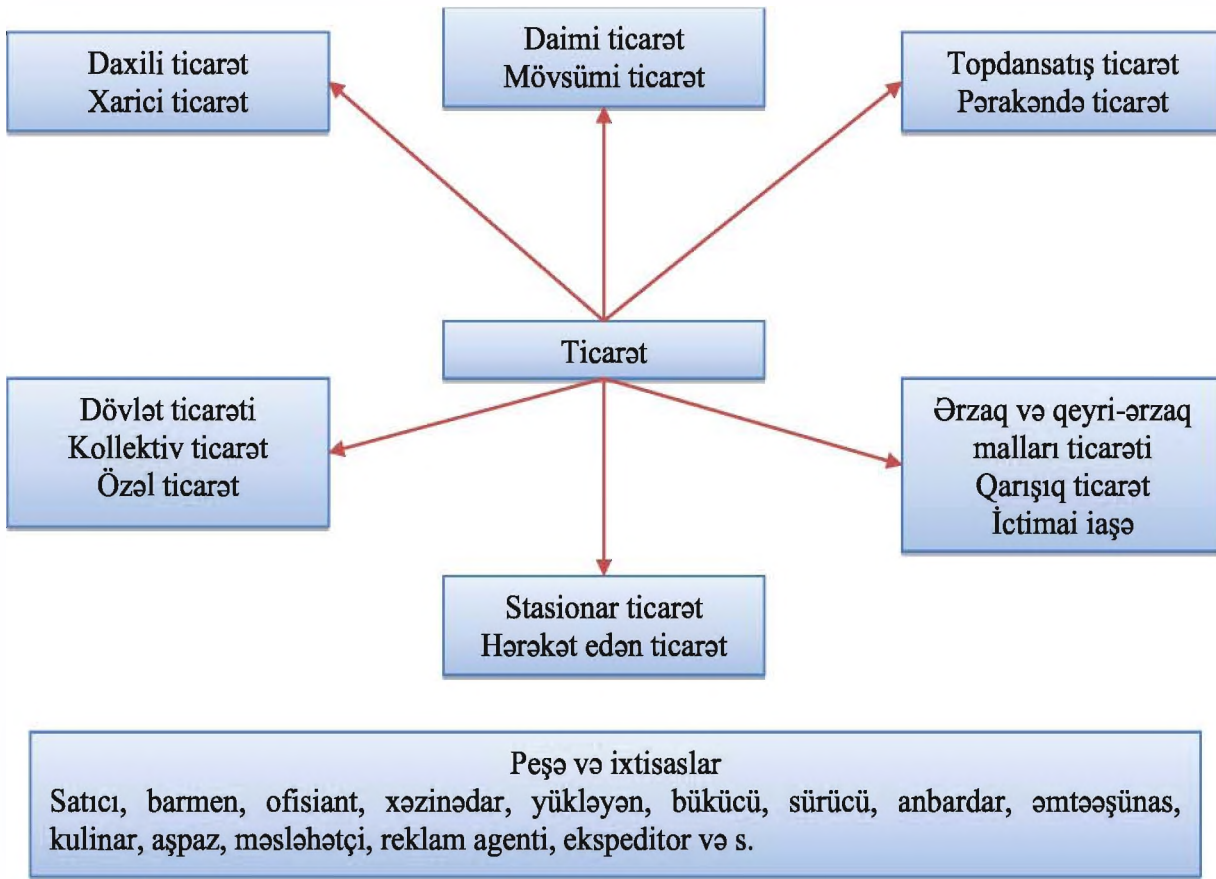 Daxili ticarət
Xarici ticarət
Daimi ticarət
Mövsümi ticarət
Topdansatış ticarət
Pərakəndə ticarət
Ticarət
Dövlət ticarəti
Kollektiv ticarət
Özəl ticarət
Ərzaq və qeyri-ərzaq
malları ticarəti
Qarışıq ticarət
İctimai iaşə
Stasionar ticarət
Hərəkət edən ticarət
Peşə və ixtisaslar
Satıcı, barmen, ofisiant, xəzinədar, yükləyən, bükücü, sürücü, anbardar, əmtəəşünas,
kulinar, aşpaz, məsləhətçi, reklam agenti, ekspeditor və s.